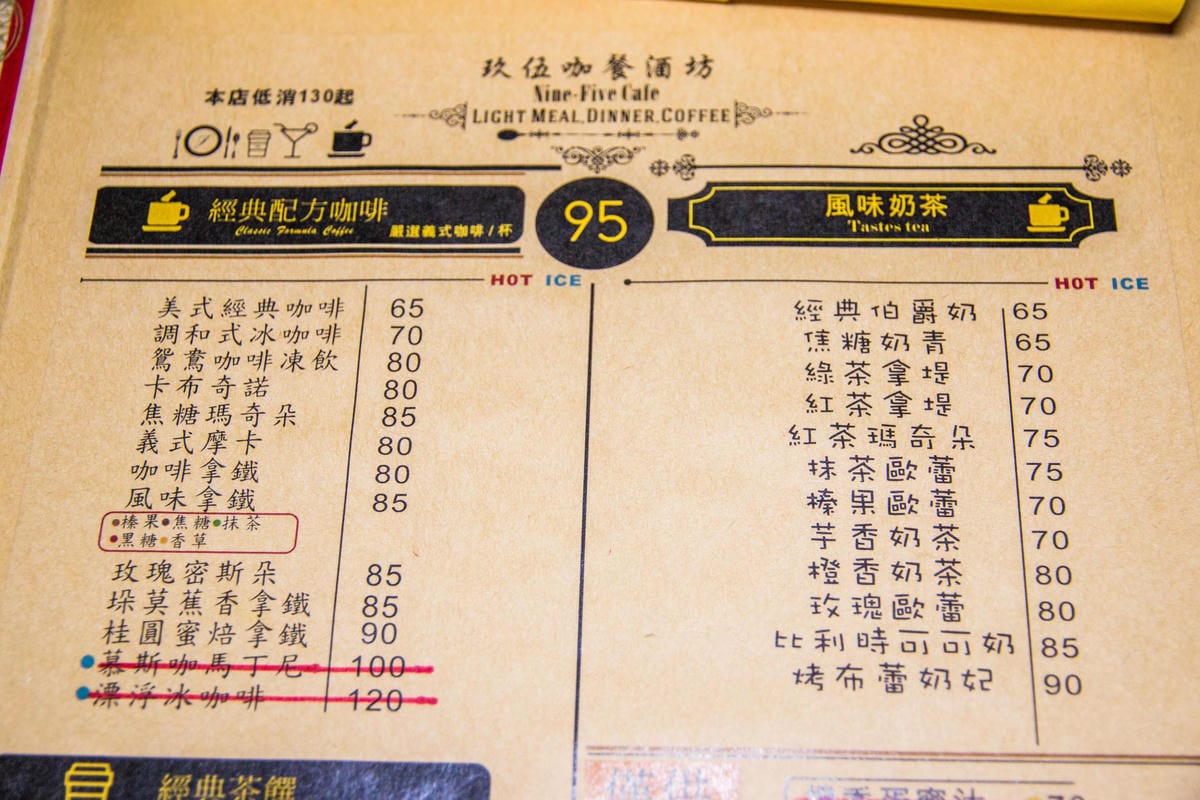 玖伍咖餐酒坊
Nine-Five Cafe
LIGHT MEAL.DINNER.COFFEE
本店低消130起
經典配方咖啡
Classic Formula Coffee
嚴選義式咖啡/杯
95
HOT ICE
美式經典咖啡 65
調和式冰咖啡 70
鴛鴦咖啡凍飲 80
卡布奇諾 80
焦糖瑪奇朵 85
義式摩卡 80
咖啡拿鐵 80
風味拿鐵 85
榛果 焦糖 抹茶
黑糖 香草
玫瑰密斯朵 85
垛莫蕉香拿鐵 85
桂圓蜜焙拿鐵 90
慕斯咖馬丁尼 100
漂浮冰咖啡 120
風味奶茶
Tastes tea
HOT ICE
經典伯爵奶 65
焦糖奶青 65
綠茶拿堤 70
紅茶拿堤 70
紅茶瑪奇朵 75
抹茶歐蕾 75
榛果歐蕾 70
芋香奶茶 70
橙香奶茶 80
玫瑰歐蕾 80
比利時可可奶 85
烤布蕾奶妃 90
經典茶饌